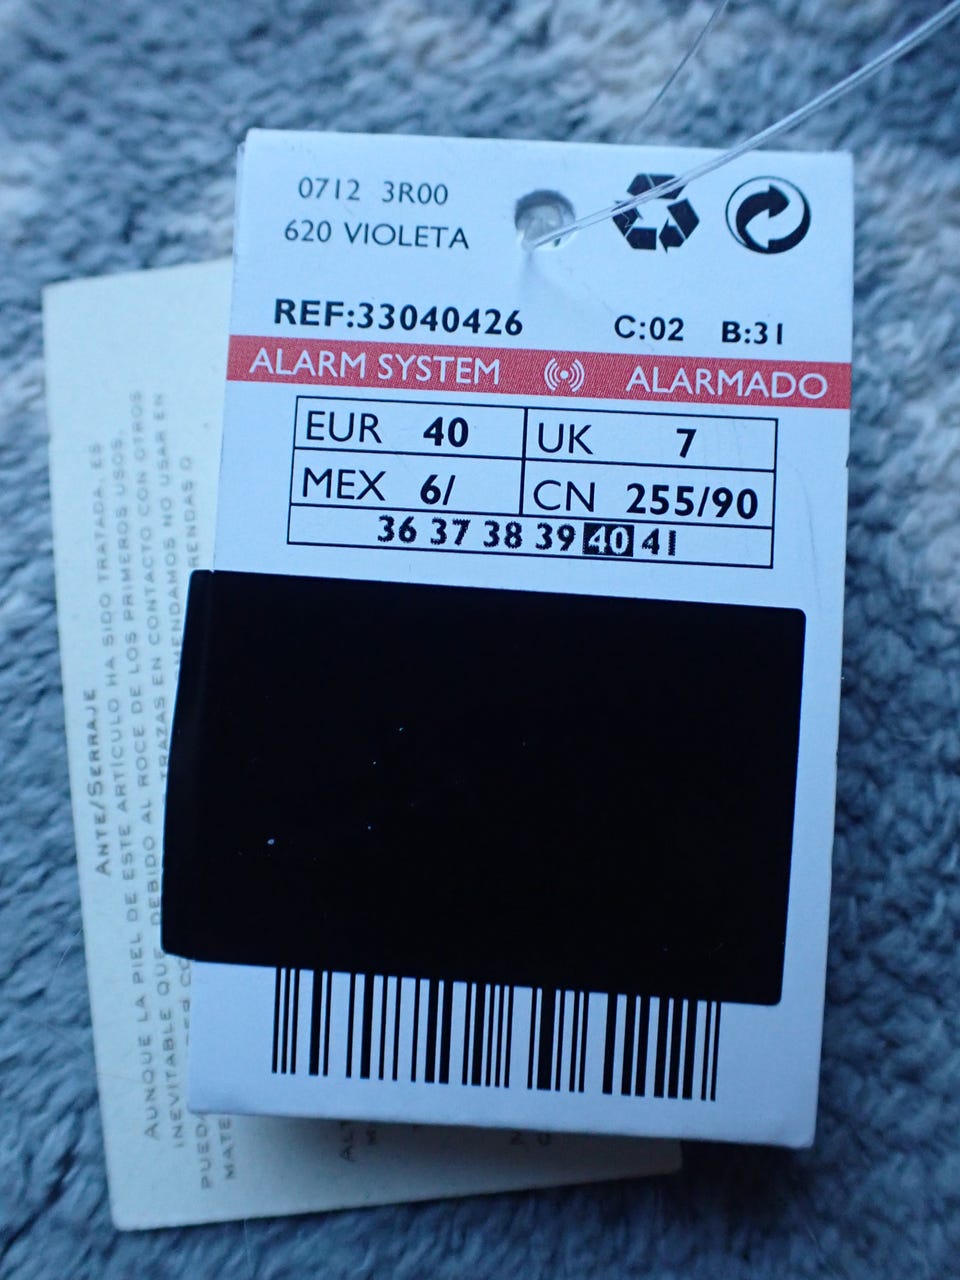 0712 3R00
620 VIOLETA
REF:33040426 C:02 B:31
ALARM SYSTEM ALARMADO
EUR 40 UK 7
MEX 6/ CN 255/90
36 37 38 39 40 41
ANTE/SERRAJE
AUNQUE LA PIEL DE ESTE ARTÍCULO HA SIDO TRATADA, ES
INEVITABLE QUE, DEBIDO AL ROCE DE LOS PRIMEROS USOS,
TRAZAS EN CONTACTO CON OTROS
NO USAR EN